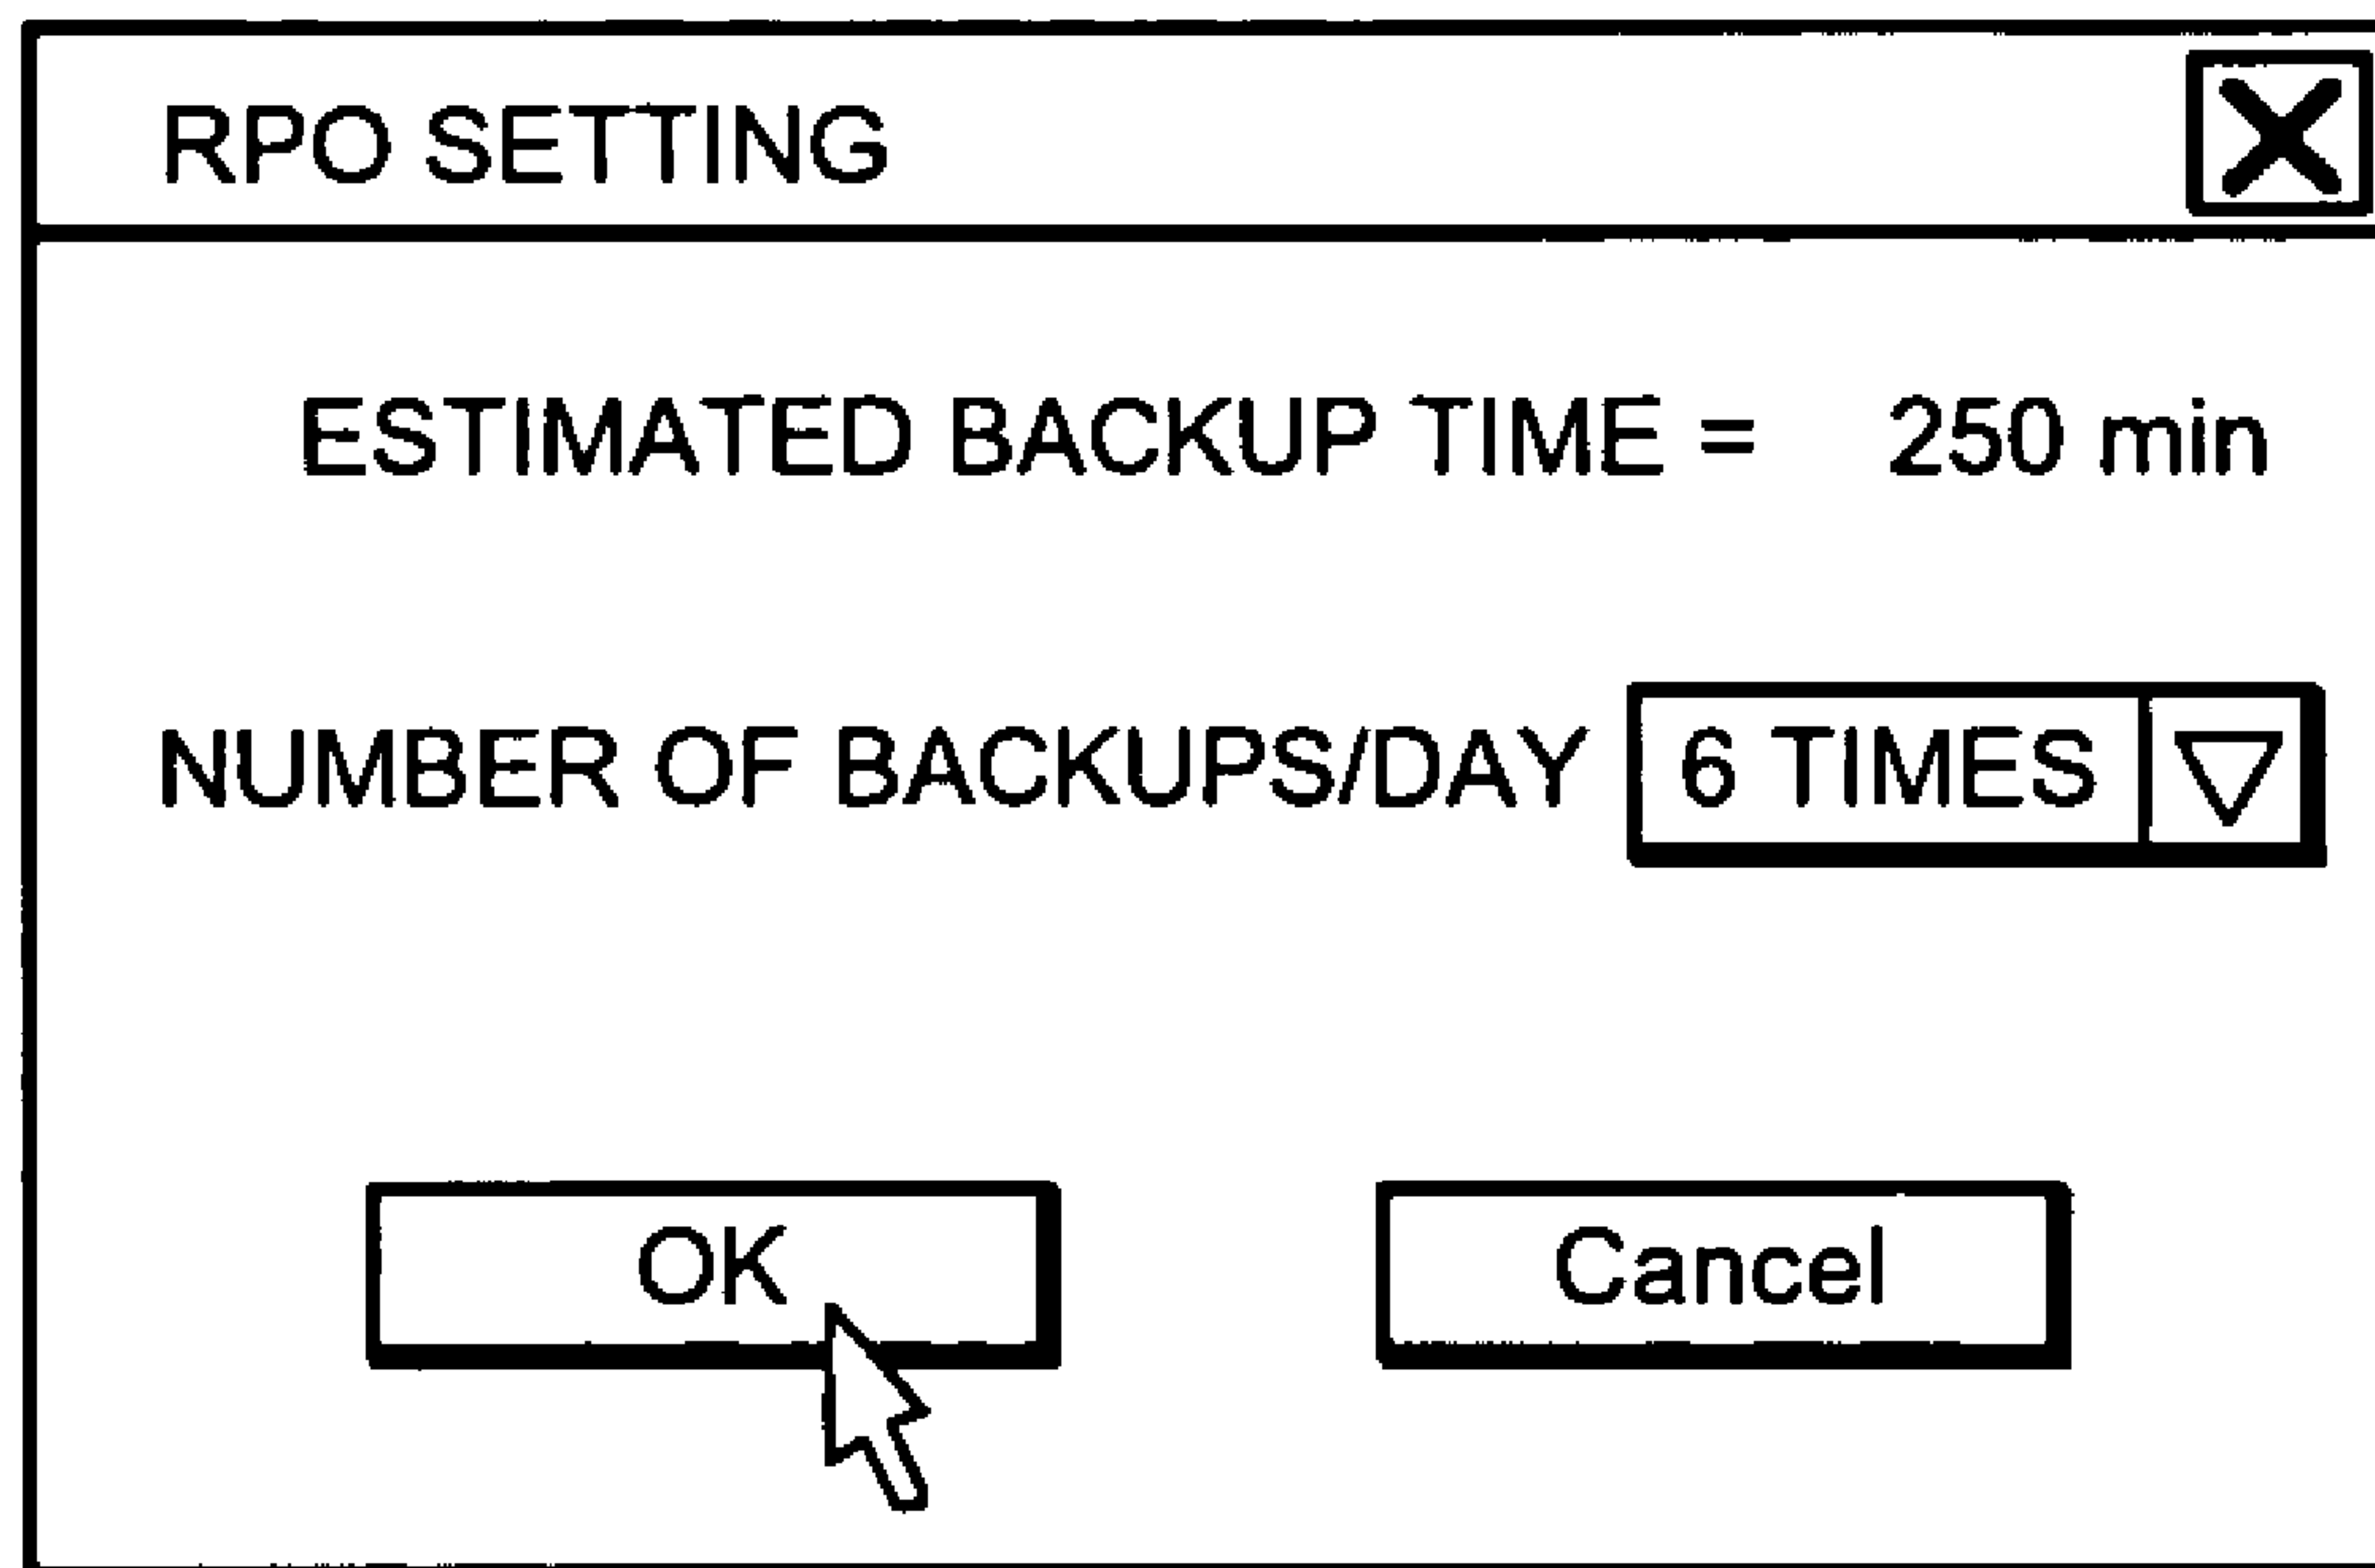 RPO SETTING
ESTIMATED BACKUP TIME = 250 min
NUMBER OF BACKUPS/DAY 6 TIMES
OK Cancel